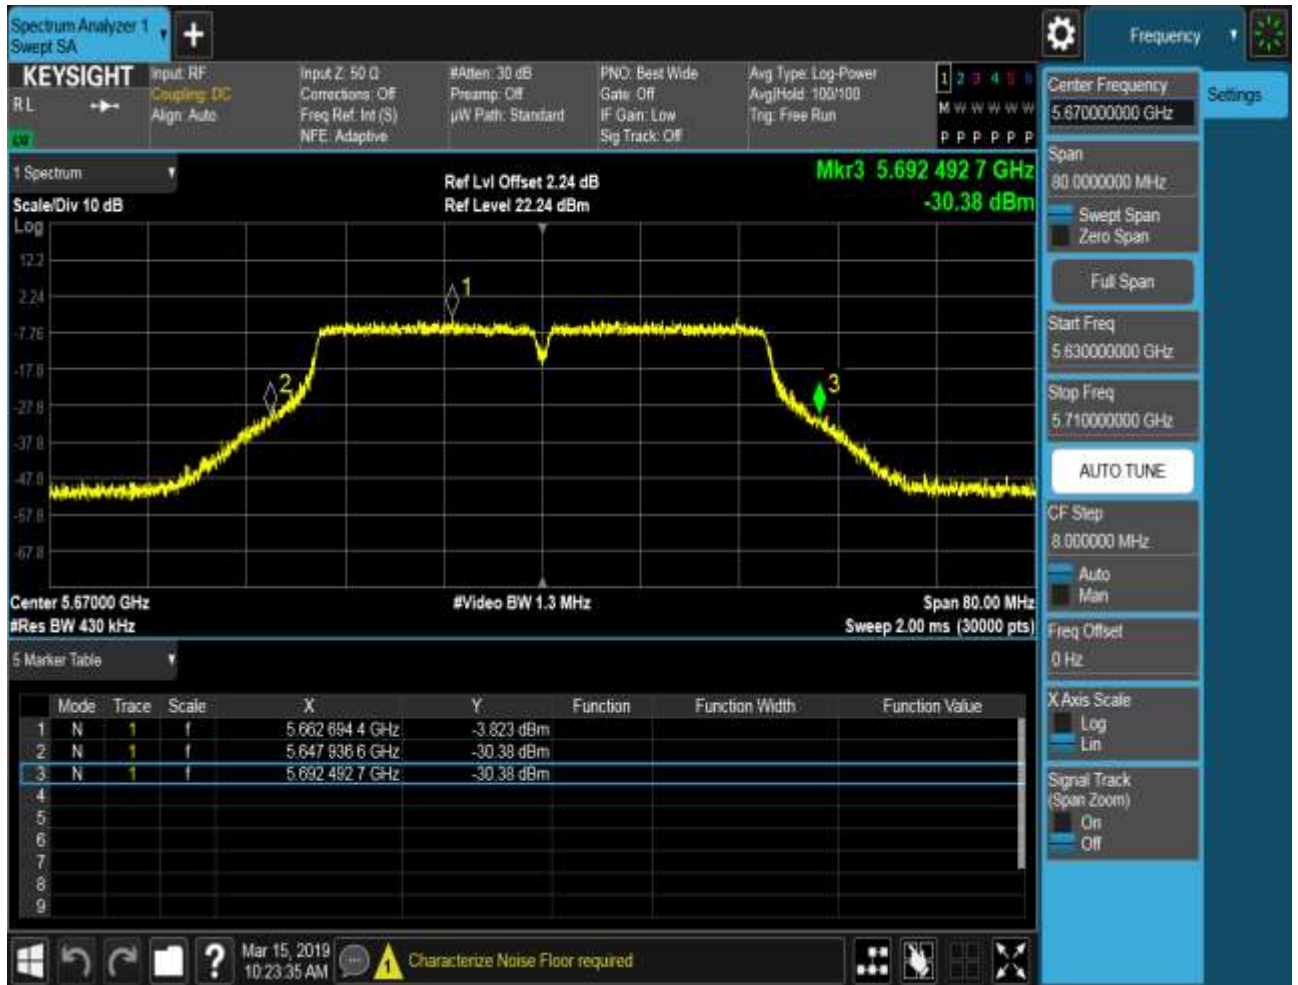 Spectrum Analyzer 1
Swept SA
+
Frequency
KEYSIGHT
RL
Input: RF
Coupling: DC
Align: Auto
Input Z: 50 Ω
Corrections: Off
Freq Ref: Int (S)
NFE: Adaptive
#Atten: 30 dB
Preamp: Off
µW Path: Standard
PNO: Best Wide
Gate: Off
IF Gain: Low
Sig Track: Off
Avg Type: Log-Power
Avg|Hold: 100/100
Trig: Free Run
1 2 3 4 5 6
M W W W W W
P P P P P P
1 Spectrum
Scale/Div 10 dB
Ref Lvl Offset 2.24 dB
Ref Level 22.24 dBm
Mkr3 5.692 492 7 GHz
-30.38 dBm
Log
12.2
2.24
-7.76
-17.8
-27.8
-37.8
-47.8
-57.8
-67.8
1
2
3
Center 5.67000 GHz
#Res BW 430 kHz
#Video BW 1.3 MHz
Span 80.00 MHz
Sweep 2.00 ms (30000 pts)
5 Marker Table
Mode Trace Scale X Y Function Function Width Function Value
1 N 1 f 5.662 694 4 GHz -3.823 dBm
2 N 1 f 5.647 936 6 GHz -30.38 dBm
3 N 1 f 5.692 492 7 GHz -30.38 dBm
4
5
6
7
8
9
?
Mar 15, 2019
10:23:35 AM
1
Characterize Noise Floor required
Center Frequency
5.670000000 GHz
Settings
Span
80.0000000 MHz
Swept Span
Zero Span
Full Span
Start Freq
5.630000000 GHz
Stop Freq
5.710000000 GHz
AUTO TUNE
CF Step
8.000000 MHz
Auto
Man
Freq Offset
0 Hz
X Axis Scale
Log
Lin
Signal Track
(Span Zoom)
On
Off